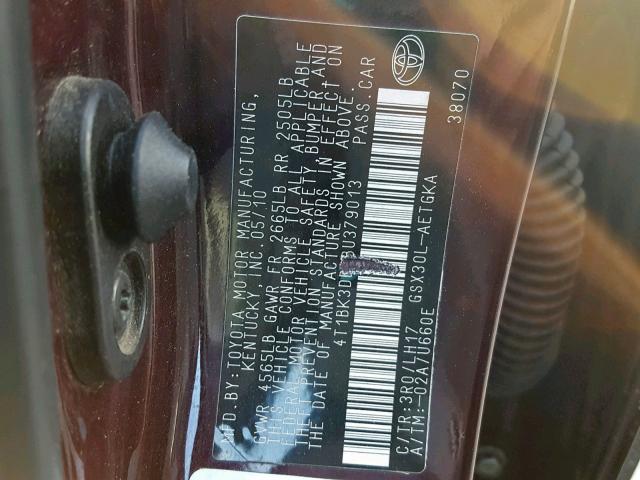 MFD. BY: TOYOTA MOTOR MANUFACTURING,
KENTUCKY, INC. 05/10
GVWR 4565LB GAWR FR 2665LB RR 2505LB
THIS VEHICLE CONFORMS TO ALL APPLICABLE
FEDERAL MOTOR VEHICLE SAFETY, BUMPER, AND
THEFT PREVENTION STANDARDS IN EFFECT ON
THE DATE OF MANUFACTURE SHOWN ABOVE.
4T1BK3D U379013 PASS. CAR
C/TR: 3R0/LH17 GSX30L-AETGKA
A/TM: -02A/U660E
38070